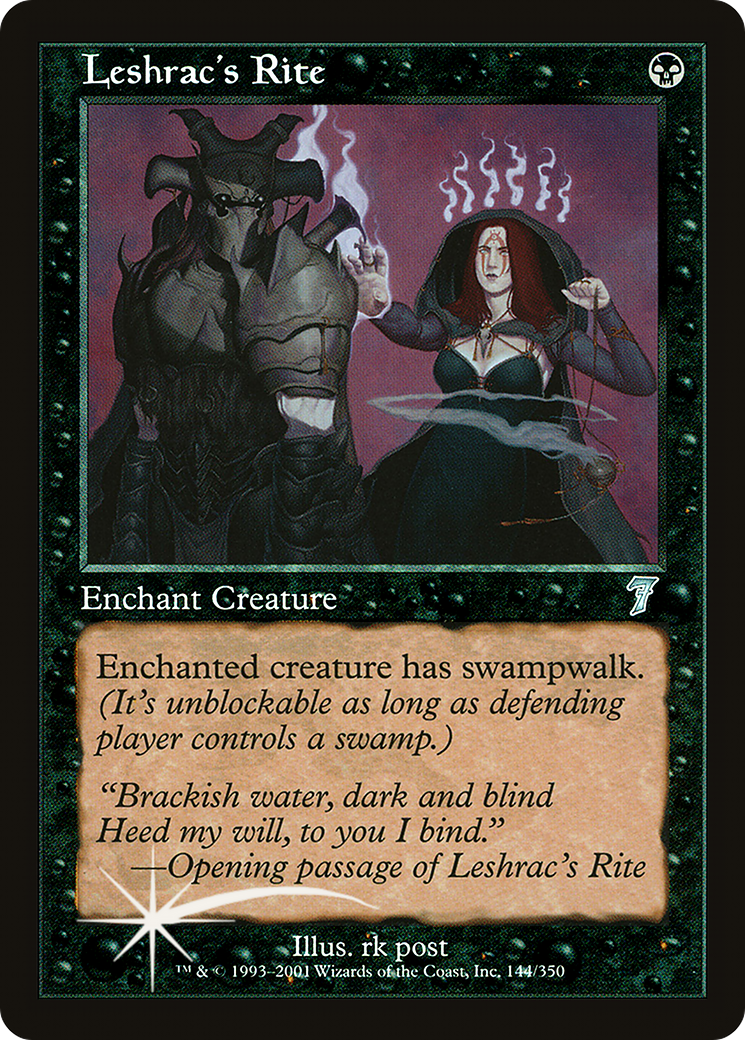 Leshrac's Rite
Enchant Creature
7
Enchanted creature has swampwalk.
(It's unblockable as long as defending
player controls a swamp.)
“Brackish water, dark and blind
Heed my will, to you I bind.”
—Opening passage of Leshrac's Rite
Illus. rk post
™ & © 1993–2001 Wizards of the Coast, Inc. 144/350